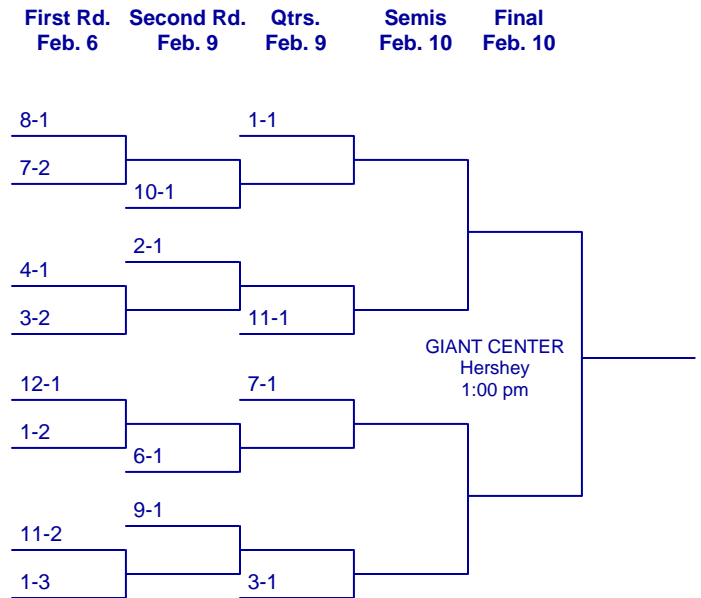 First Rd. Second Rd. Qtrs. Semis Final
Feb. 6 Feb. 9 Feb. 9 Feb. 10 Feb. 10
8-1 1-1
7-2
10-1
2-1
4-1
3-2 11-1
GIANT CENTER
Hershey
1:00 pm
12-1 7-1
1-2
6-1
9-1
11-2
1-3 3-1